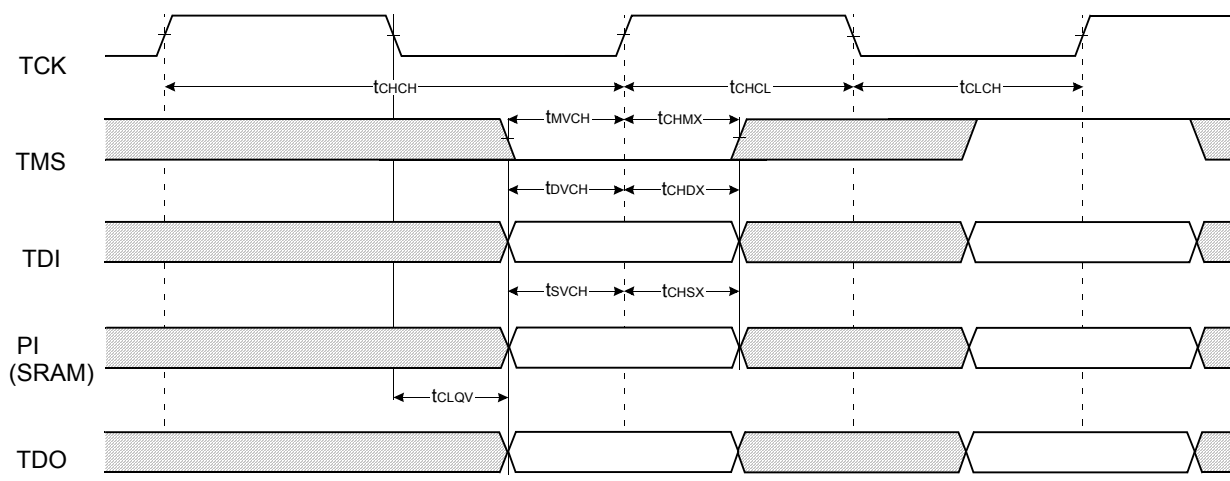 TCK
tCHCH
tCHCL
tCLCH
tMVCH
tCHMX
TMS
tDVCH
tCHDX
TDI
tSVCH
tCHSX
PI
(SRAM)
tCLQV
TDO